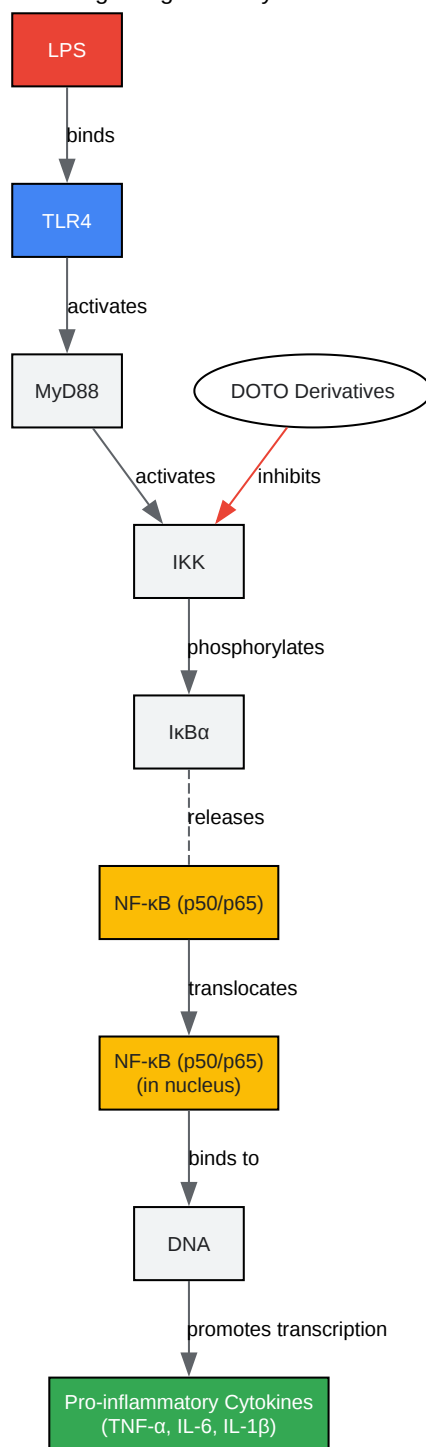 LPS
binds
TLR4
activates
MyD88
DOTO Derivatives
activates
inhibits
IKK
phosphorylates
IκBα
releases
NF-κB (p50/p65)
translocates
NF-κB (p50/p65)
(in nucleus)
binds to
DNA
promotes transcription
Pro-inflammatory Cytokines
(TNF-α, IL-6, IL-1β)